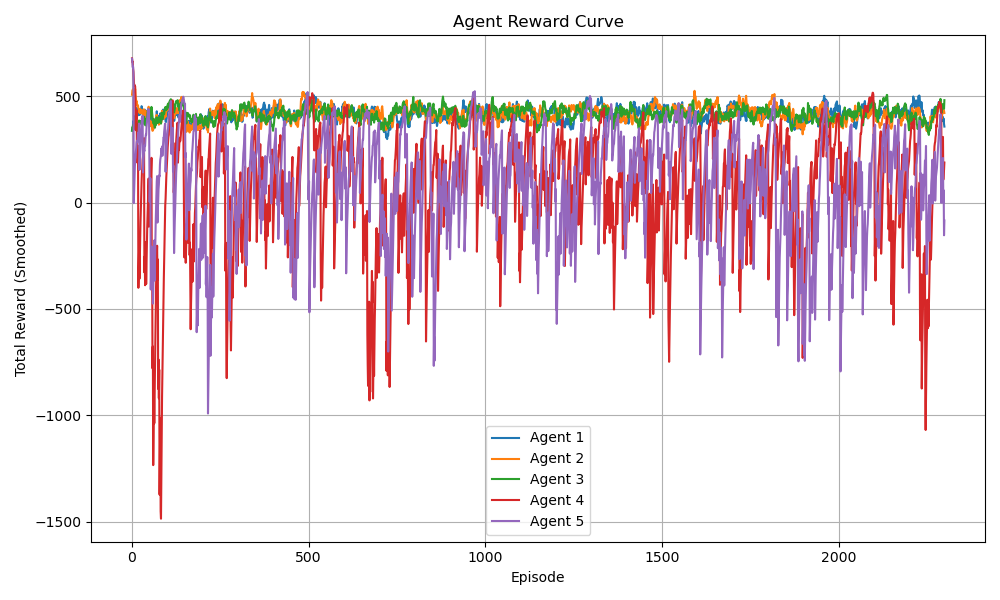 Agent Reward Curve
Total Reward (Smoothed)
500
0
−500
−1000
−1500
Agent 1
Agent 2
Agent 3
Agent 4
Agent 5
0 500 1000 1500 2000
Episode